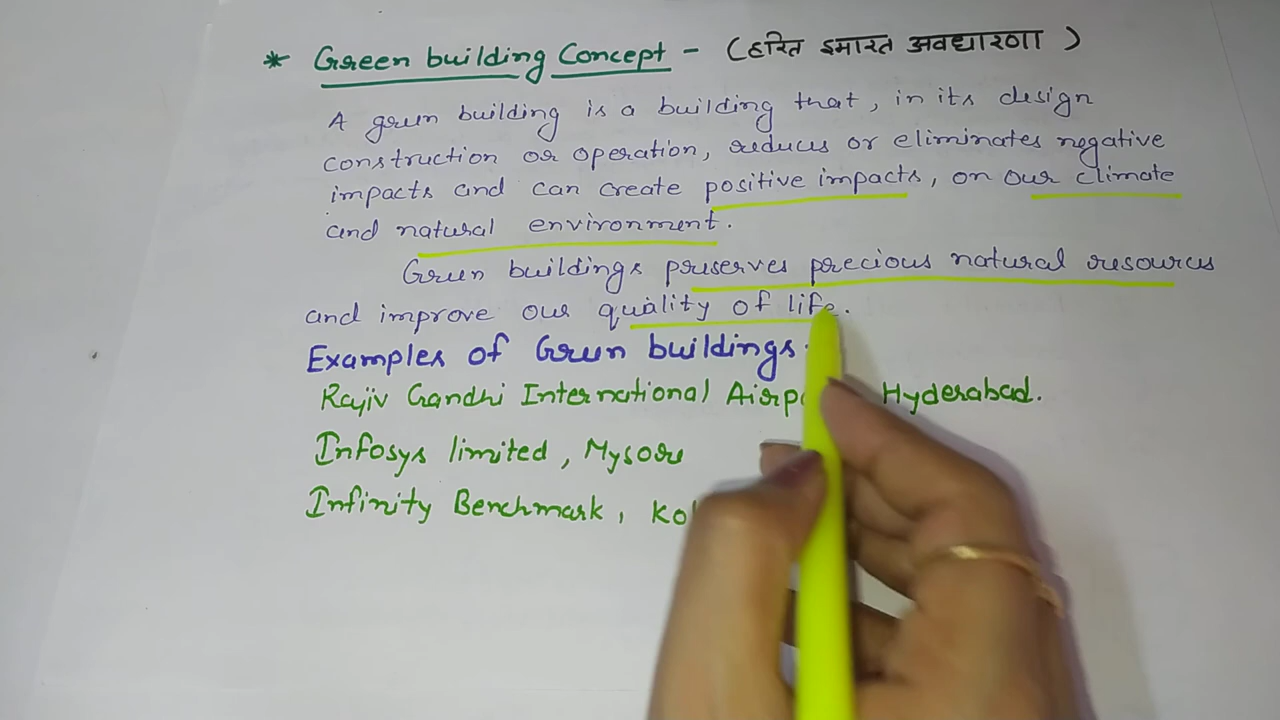 * Green building Concept - (हरित इमारत अवधारणा)
A green building is a building that, in its design
construction or operation, reduces or eliminates negative
impacts and can create positive impacts, on our climate
and natural environment.
Green buildings preserves precious natural resources
and improve our quality of life.
Examples of Green buildings.
Rajiv Gandhi International Hyderabad.
Infosys limited, Mysore
Infinity Benchmark,